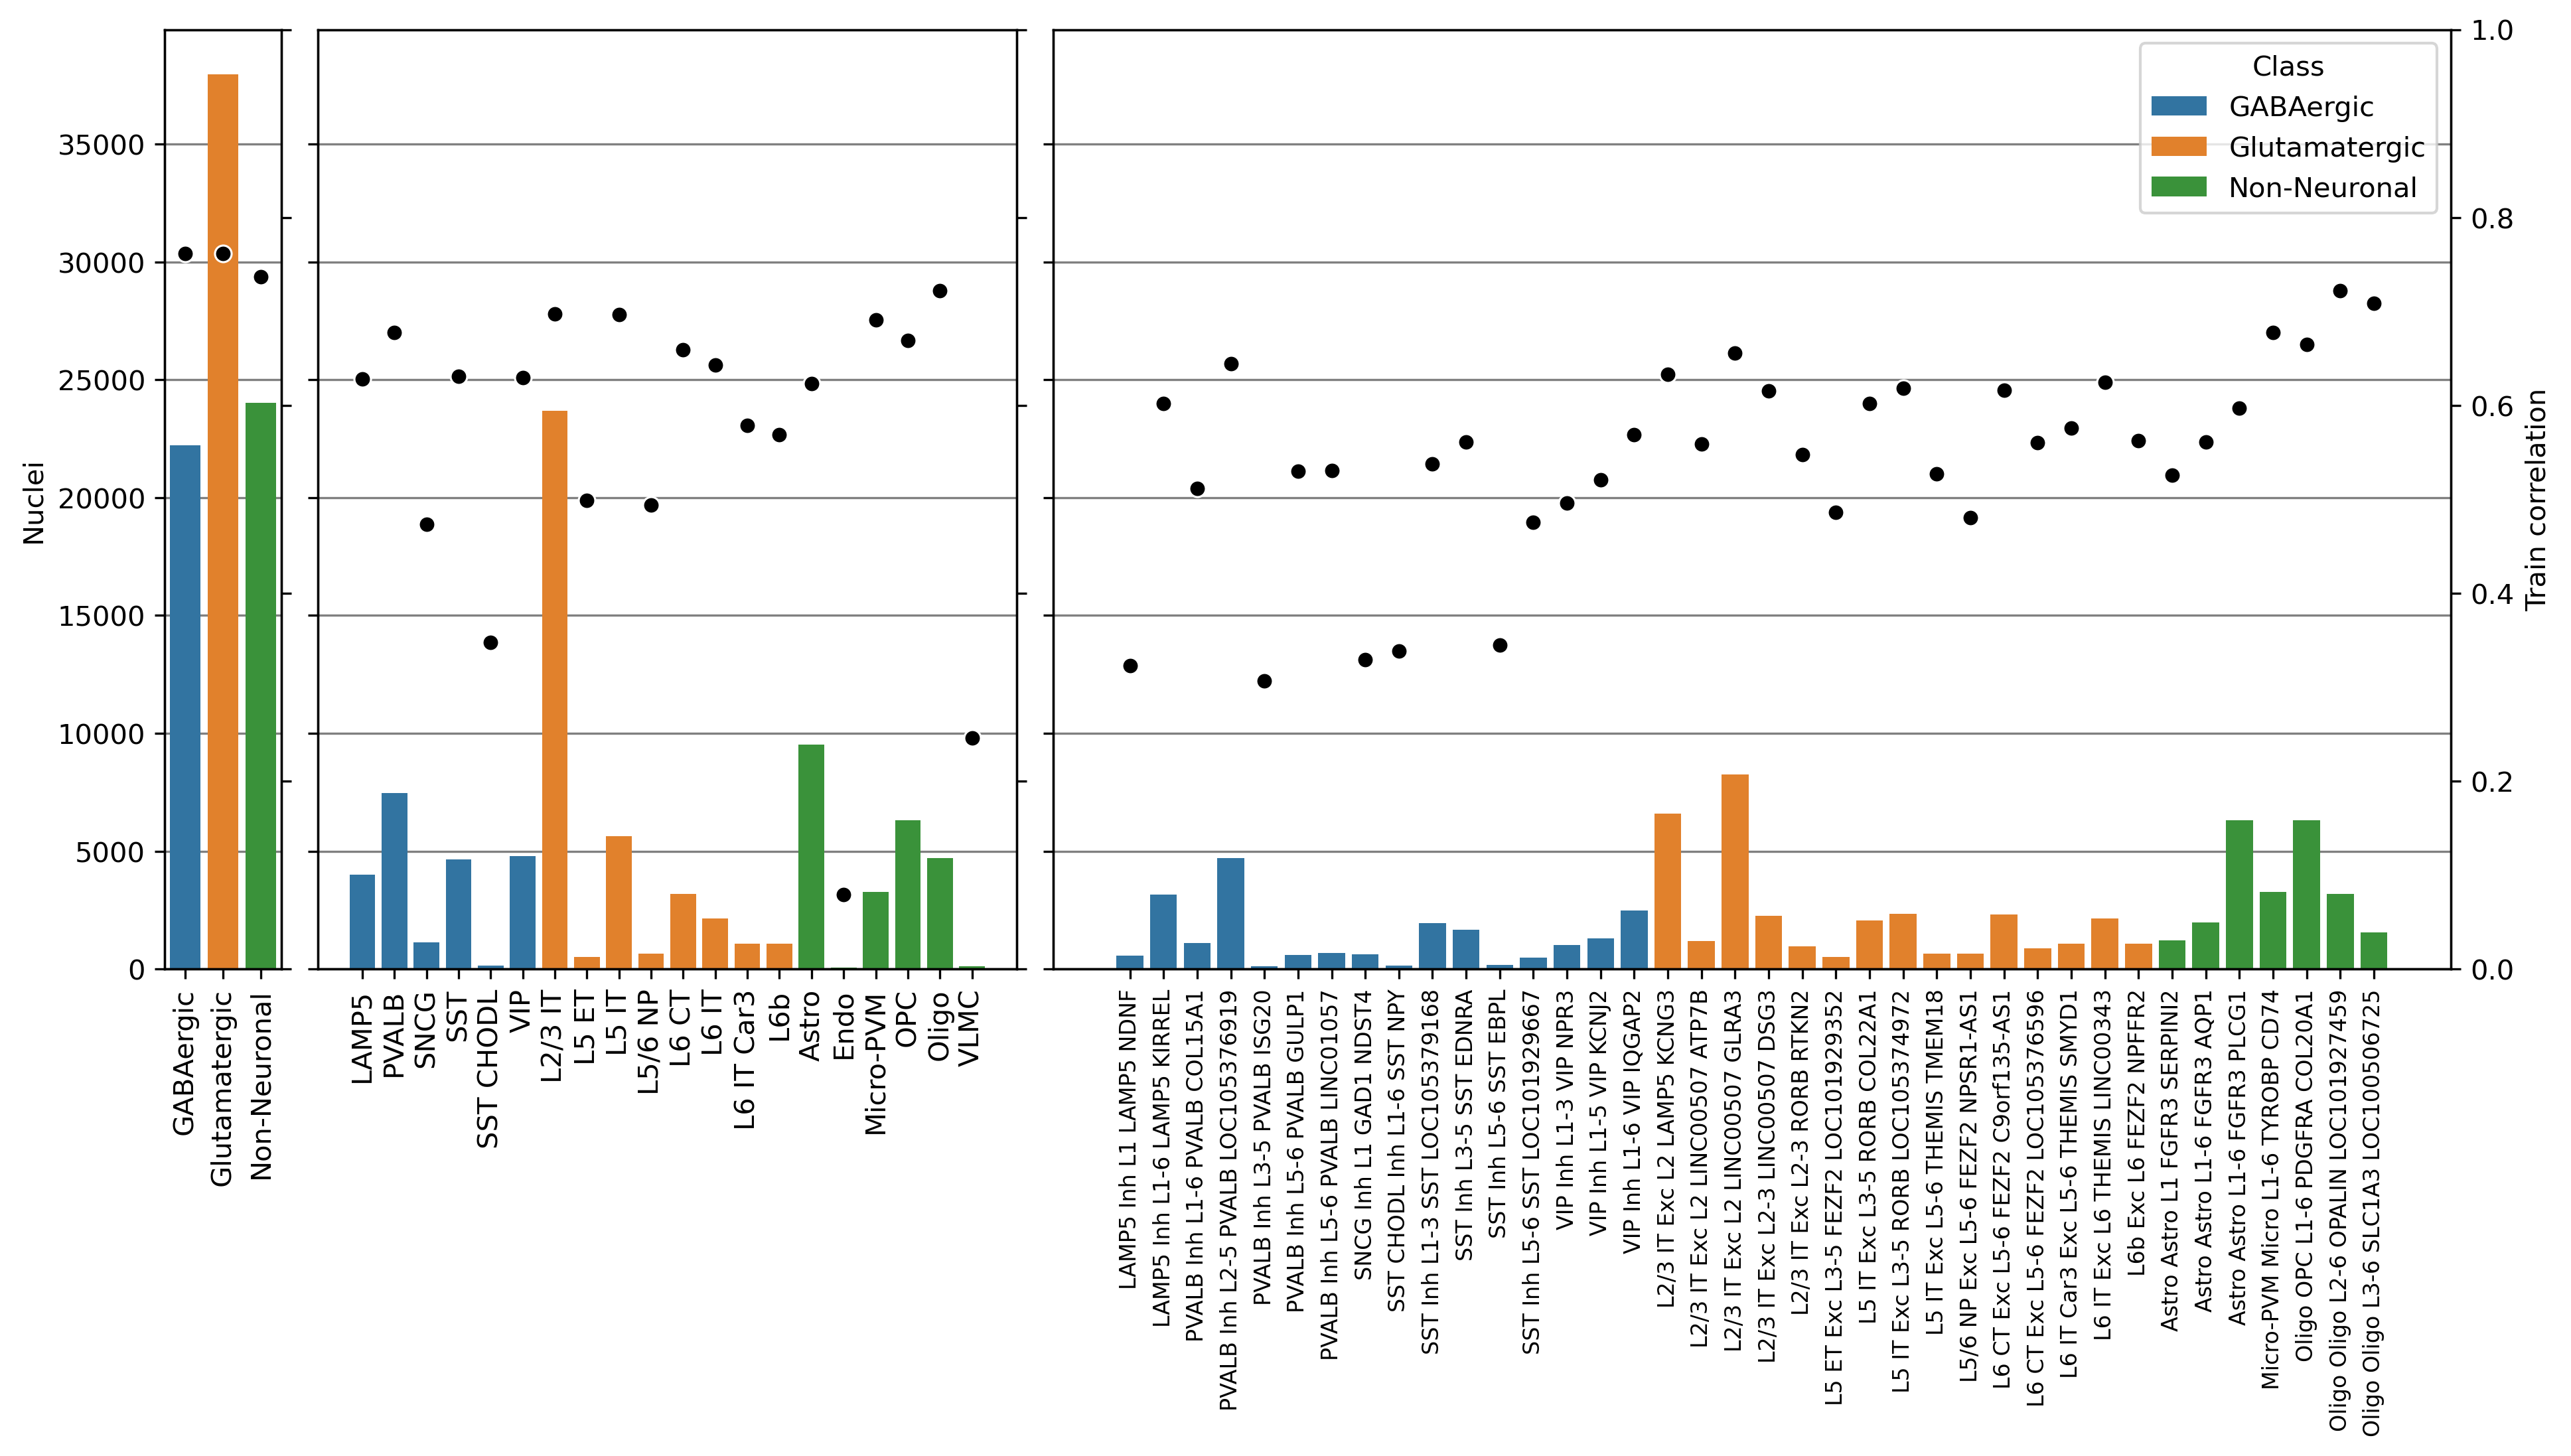 Nuclei
35000
30000
25000
20000
15000
10000
5000
0
GABAergic
Glutamatergic
Non-Neuronal
LAMP5
PVALB
SNCG
SST
SST CHODL
VIP
L2/3 IT
L5 ET
L5 IT
L5/6 NP
L6 CT
L6 IT
L6 IT Car3
L6b
Astro
Endo
Micro-PVM
OPC
Oligo
VLMC
Class
GABAergic
Glutamatergic
Non-Neuronal
1.0
0.8
0.6
0.4
0.2
0.0
Train correlation
LAMP5 Inh L1 LAMP5 NDNF
LAMP5 Inh L1-6 LAMP5 KIRREL
PVALB Inh L1-6 PVALB COL15A1
PVALB Inh L2-5 PVALB LOC105376919
PVALB Inh L3-5 PVALB ISG20
PVALB Inh L5-6 PVALB GULP1
PVALB Inh L5-6 PVALB LINC01057
SNCG Inh L1 GAD1 NDST4
SST CHODL Inh L1-6 SST NPY
SST Inh L1-3 SST LOC105379168
SST Inh L3-5 SST EDNRA
SST Inh L5-6 SST EBPL
SST Inh L5-6 SST LOC101929667
VIP Inh L1-3 VIP NPR3
VIP Inh L1-5 VIP KCNJ2
VIP Inh L1-6 VIP IQGAP2
L2/3 IT Exc L2 LAMP5 KCNG3
L2/3 IT Exc L2 LINC00507 ATP7B
L2/3 IT Exc L2 LINC00507 GLRA3
L2/3 IT Exc L2-3 LINC00507 DSG3
L2/3 IT Exc L2-3 RORB RTKN2
L5 ET Exc L3-5 FEZF2 LOC101929352
L5 IT Exc L3-5 RORB COL22A1
L5 IT Exc L3-5 RORB LOC105374972
L5 IT Exc L5-6 THEMIS TMEM18
L5/6 NP Exc L5-6 FEZF2 NPSR1-AS1
L6 CT Exc L5-6 FEZF2 C9orf135-AS1
L6 CT Exc L5-6 FEZF2 LOC105376596
L6 IT Car3 Exc L5-6 THEMIS SMYD1
L6 IT Exc L6 THEMIS LINC00343
L6b Exc L6 FEZF2 NPFFR2
Astro Astro L1 FGFR3 SERPINI2
Astro Astro L1-6 FGFR3 AQP1
Astro Astro L1-6 FGFR3 PLCG1
Micro-PVM Micro L1-6 TYROBP CD74
Oligo OPC L1-6 PDGFRA COL20A1
Oligo Oligo L2-6 OPALIN LOC101927459
Oligo Oligo L3-6 SLC1A3 LOC100506725